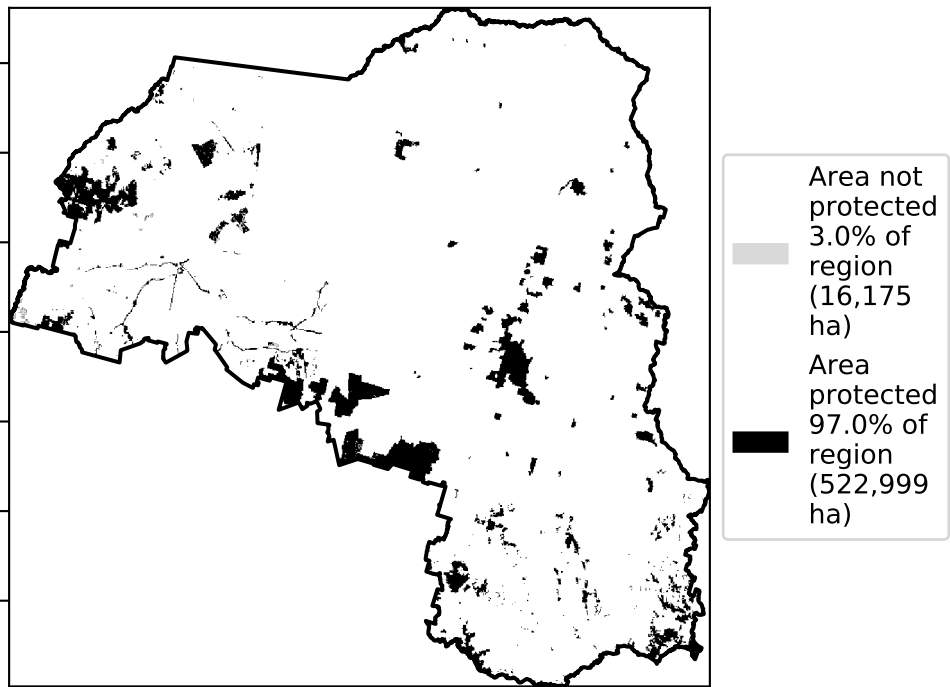 Area not
protected
3.0% of
region
(16,175
ha)
Area
protected
97.0% of
region
(522,999
ha)